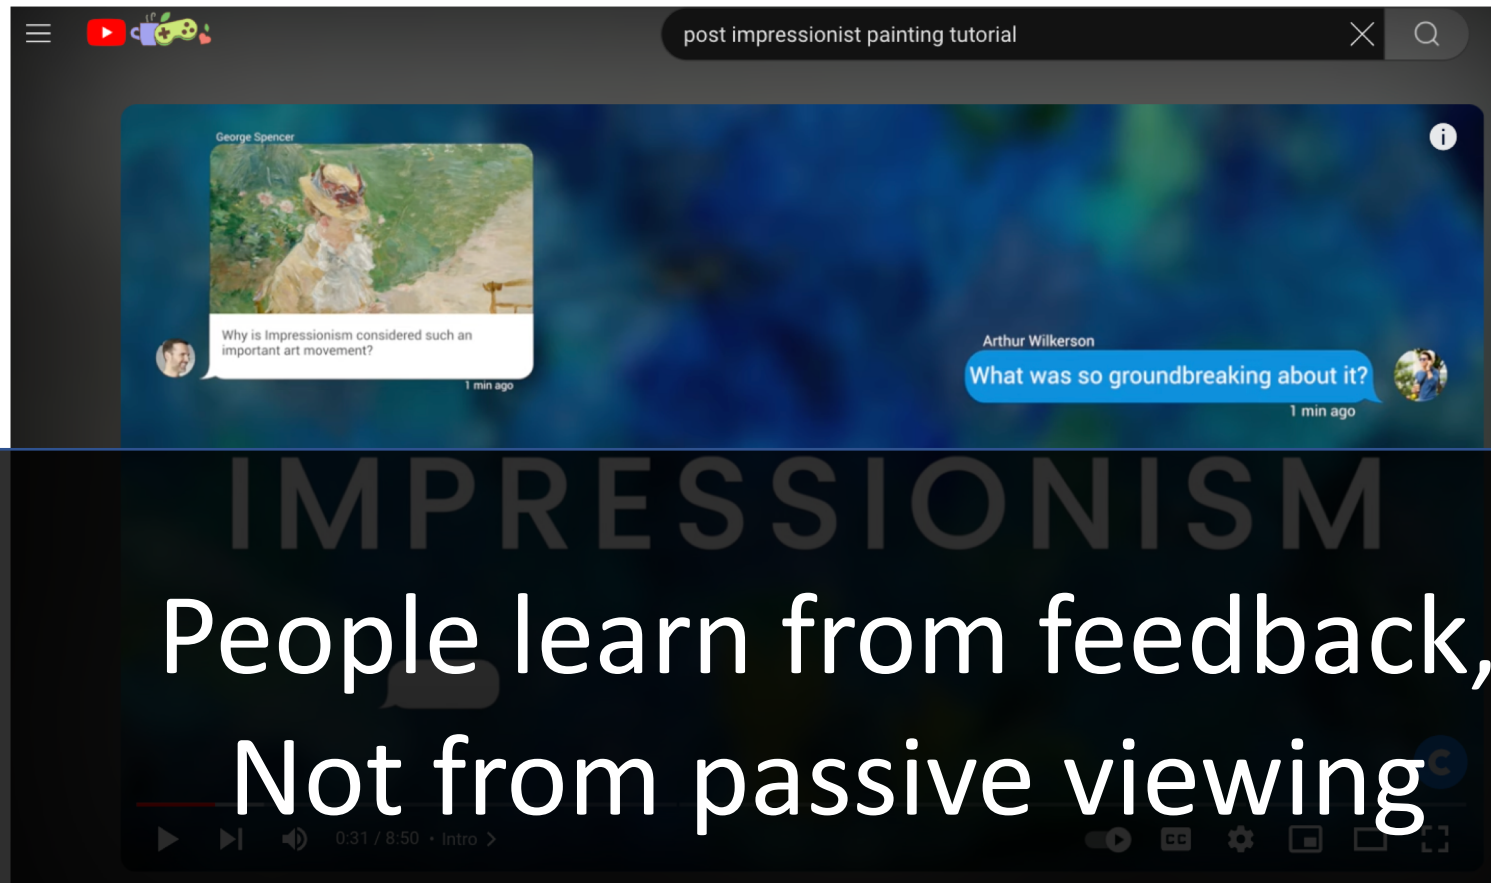 post impressionist painting tutorial
George Spencer
Why is Impressionism considered such an
important art movement?
1 min ago
Arthur Wilkerson
What was so groundbreaking about it?
1 min ago
IMPRESSIONISM
People learn from feedback,
Not from passive viewing
C
0:31 / 8:50 • Intro >
CC